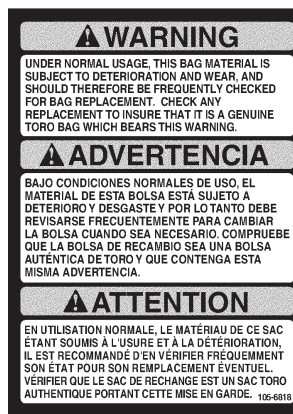 WARNING
UNDER NORMAL USAGE, THIS BAG MATERIAL IS
SUBJECT TO DETERIORATION AND WEAR, AND
SHOULD THEREFORE BE FREQUENTLY CHECKED
FOR BAG REPLACEMENT. CHECK ANY
REPLACEMENT TO INSURE THAT IT IS A GENUINE
TORO BAG WHICH BEARS THIS WARNING.
ADVERTENCIA
BAJO CONDICIONES NORMALES DE USO, EL
MATERIAL DE ESTA BOLSA ESTÁ SUJETO A
DETERIORO Y DESGASTE Y POR LO TANTO DEBE
REVISARSE FRECUENTEMENTE PARA CAMBIAR
LA BOLSA CUANDO SEA NECESARIO. COMPRUEBE
QUE LA BOLSA DE RECAMBIO SEA UNA BOLSA
AUTÉNTICA DE TORO Y QUE CONTENGA ESTA
MISMA ADVERTENCIA.
ATTENTION
EN UTILISATION NORMALE, LE MATÉRIAU DE CE SAC
ÉTANT SOUMIS À L'USURE ET À LA DÉTÉRIORATION,
IL EST RECOMMANDÉ D'EN VÉRIFIER FRÉQUEMMENT
SON ÉTAT POUR SON REMPLACEMENT ÉVENTUEL.
VÉRIFIER QUE LE SAC DE RECHANGE EST UN SAC TORO
AUTHENTIQUE PORTANT CETTE MISE EN GARDE. 105-6818